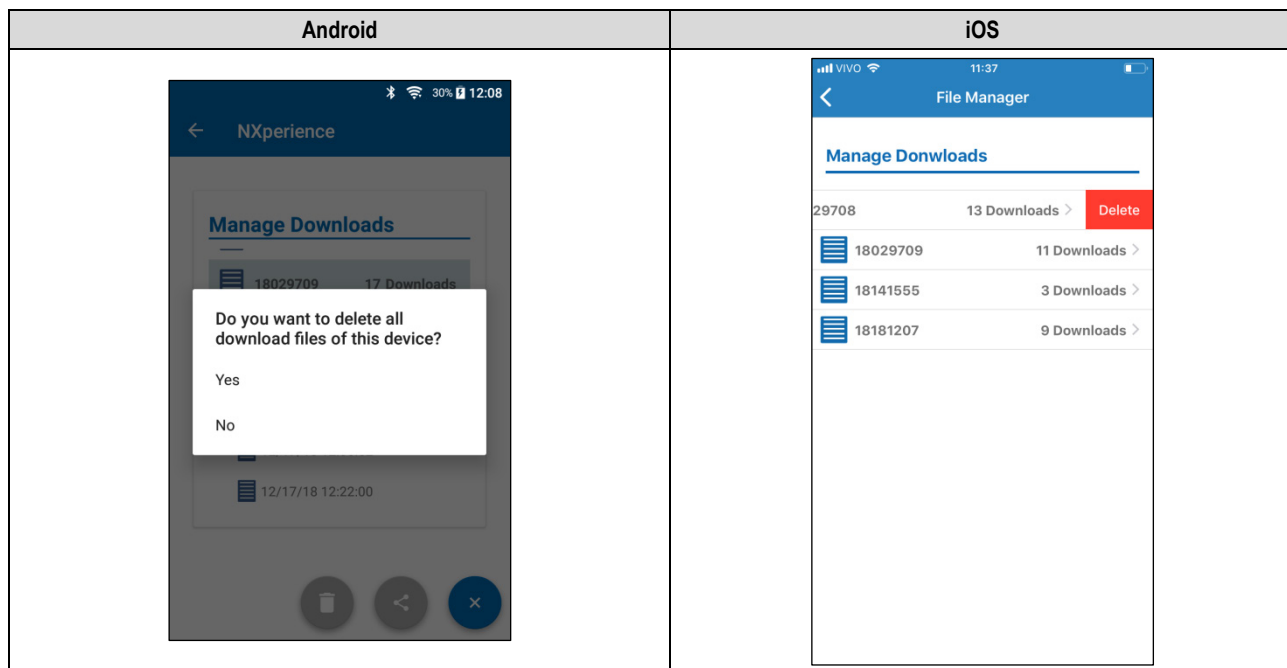 Android
iOS
30% 12:08
NXperience
Manage Downloads
18029709 17 Downloads
Do you want to delete all
download files of this device?
Yes
No
12/17/18 12:22:00
VIVO 11:37
File Manager
Manage Donwloads
29708 13 Downloads Delete
18029709 11 Downloads
18141555 3 Downloads
18181207 9 Downloads